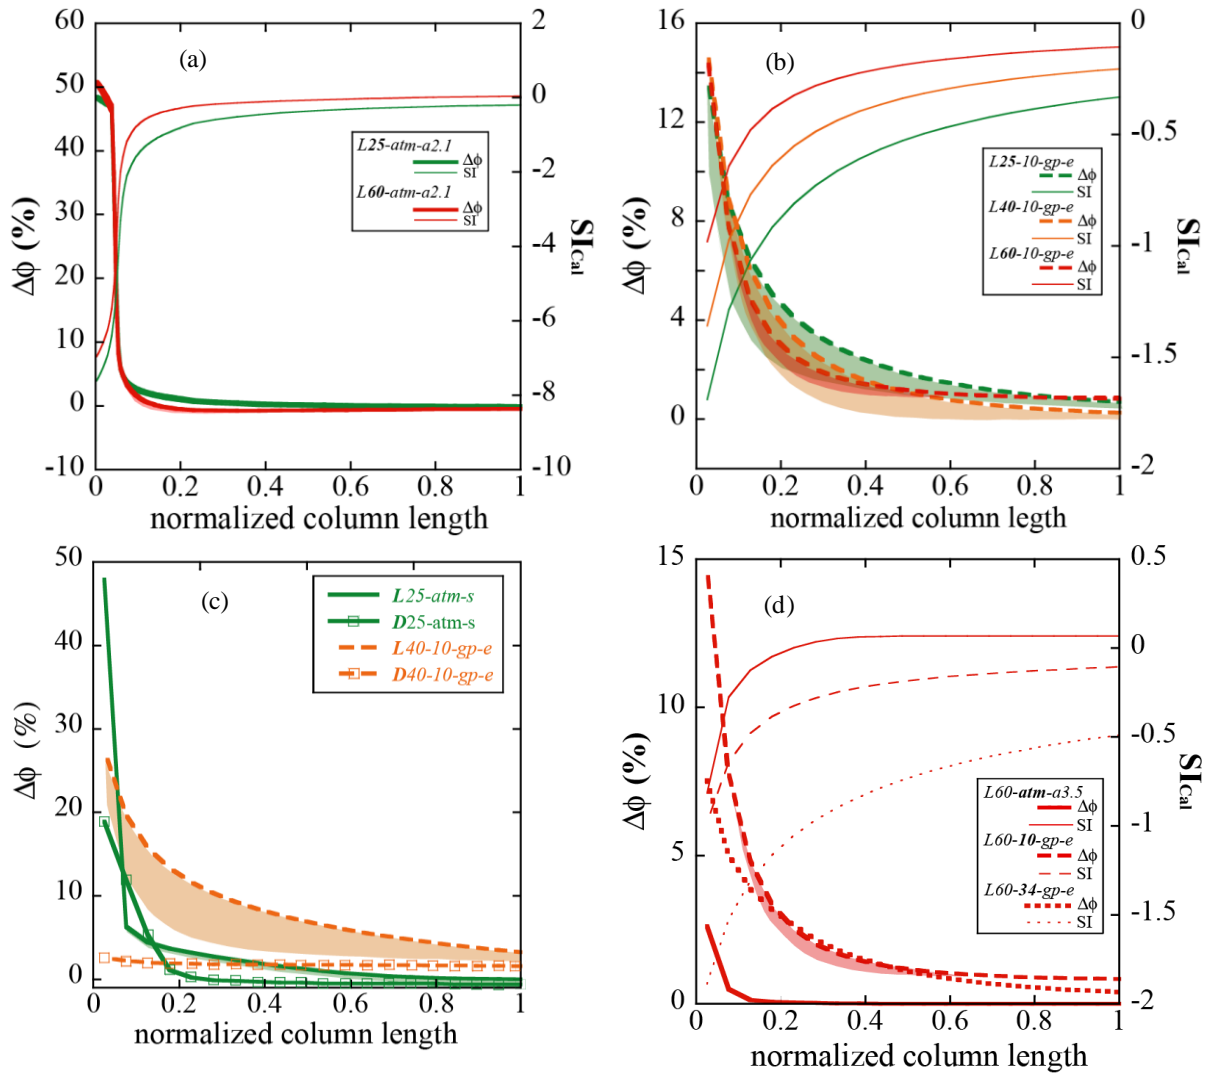 60
50
40
30
20
10
0
-10
Δϕ (%)
(a)
L25-atm-a2.1
Δϕ
SI
L60-atm-a2.1
Δϕ
SI
2
0
-2
-4
-6
-8
-10
SICal
0 0.2 0.4 0.6 0.8 1
normalized column length
16
12
8
4
0
Δϕ (%)
(b)
L25-10-gp-e
Δϕ
SI
L40-10-gp-e
Δϕ
SI
L60-10-gp-e
Δϕ
SI
0
-0.5
-1
-1.5
-2
SICal
0 0.2 0.4 0.6 0.8 1
normalized column legth
50
40
30
20
10
0
Δϕ (%)
(c)
L25-atm-s
D25-atm-s
L40-10-gp-e
D40-10-gp-e
0 0.2 0.4 0.6 0.8 1
normalized column length
15
10
5
0
Δϕ (%)
(d)
L60-atm-a3.5
Δϕ
SI
L60-10-gp-e
Δϕ
SI
L60-34-gp-e
Δϕ
SI
0.5
0
-0.5
-1
-1.5
-2
SICal
0 0.2 0.4 0.6 0.8 1
normalized column length